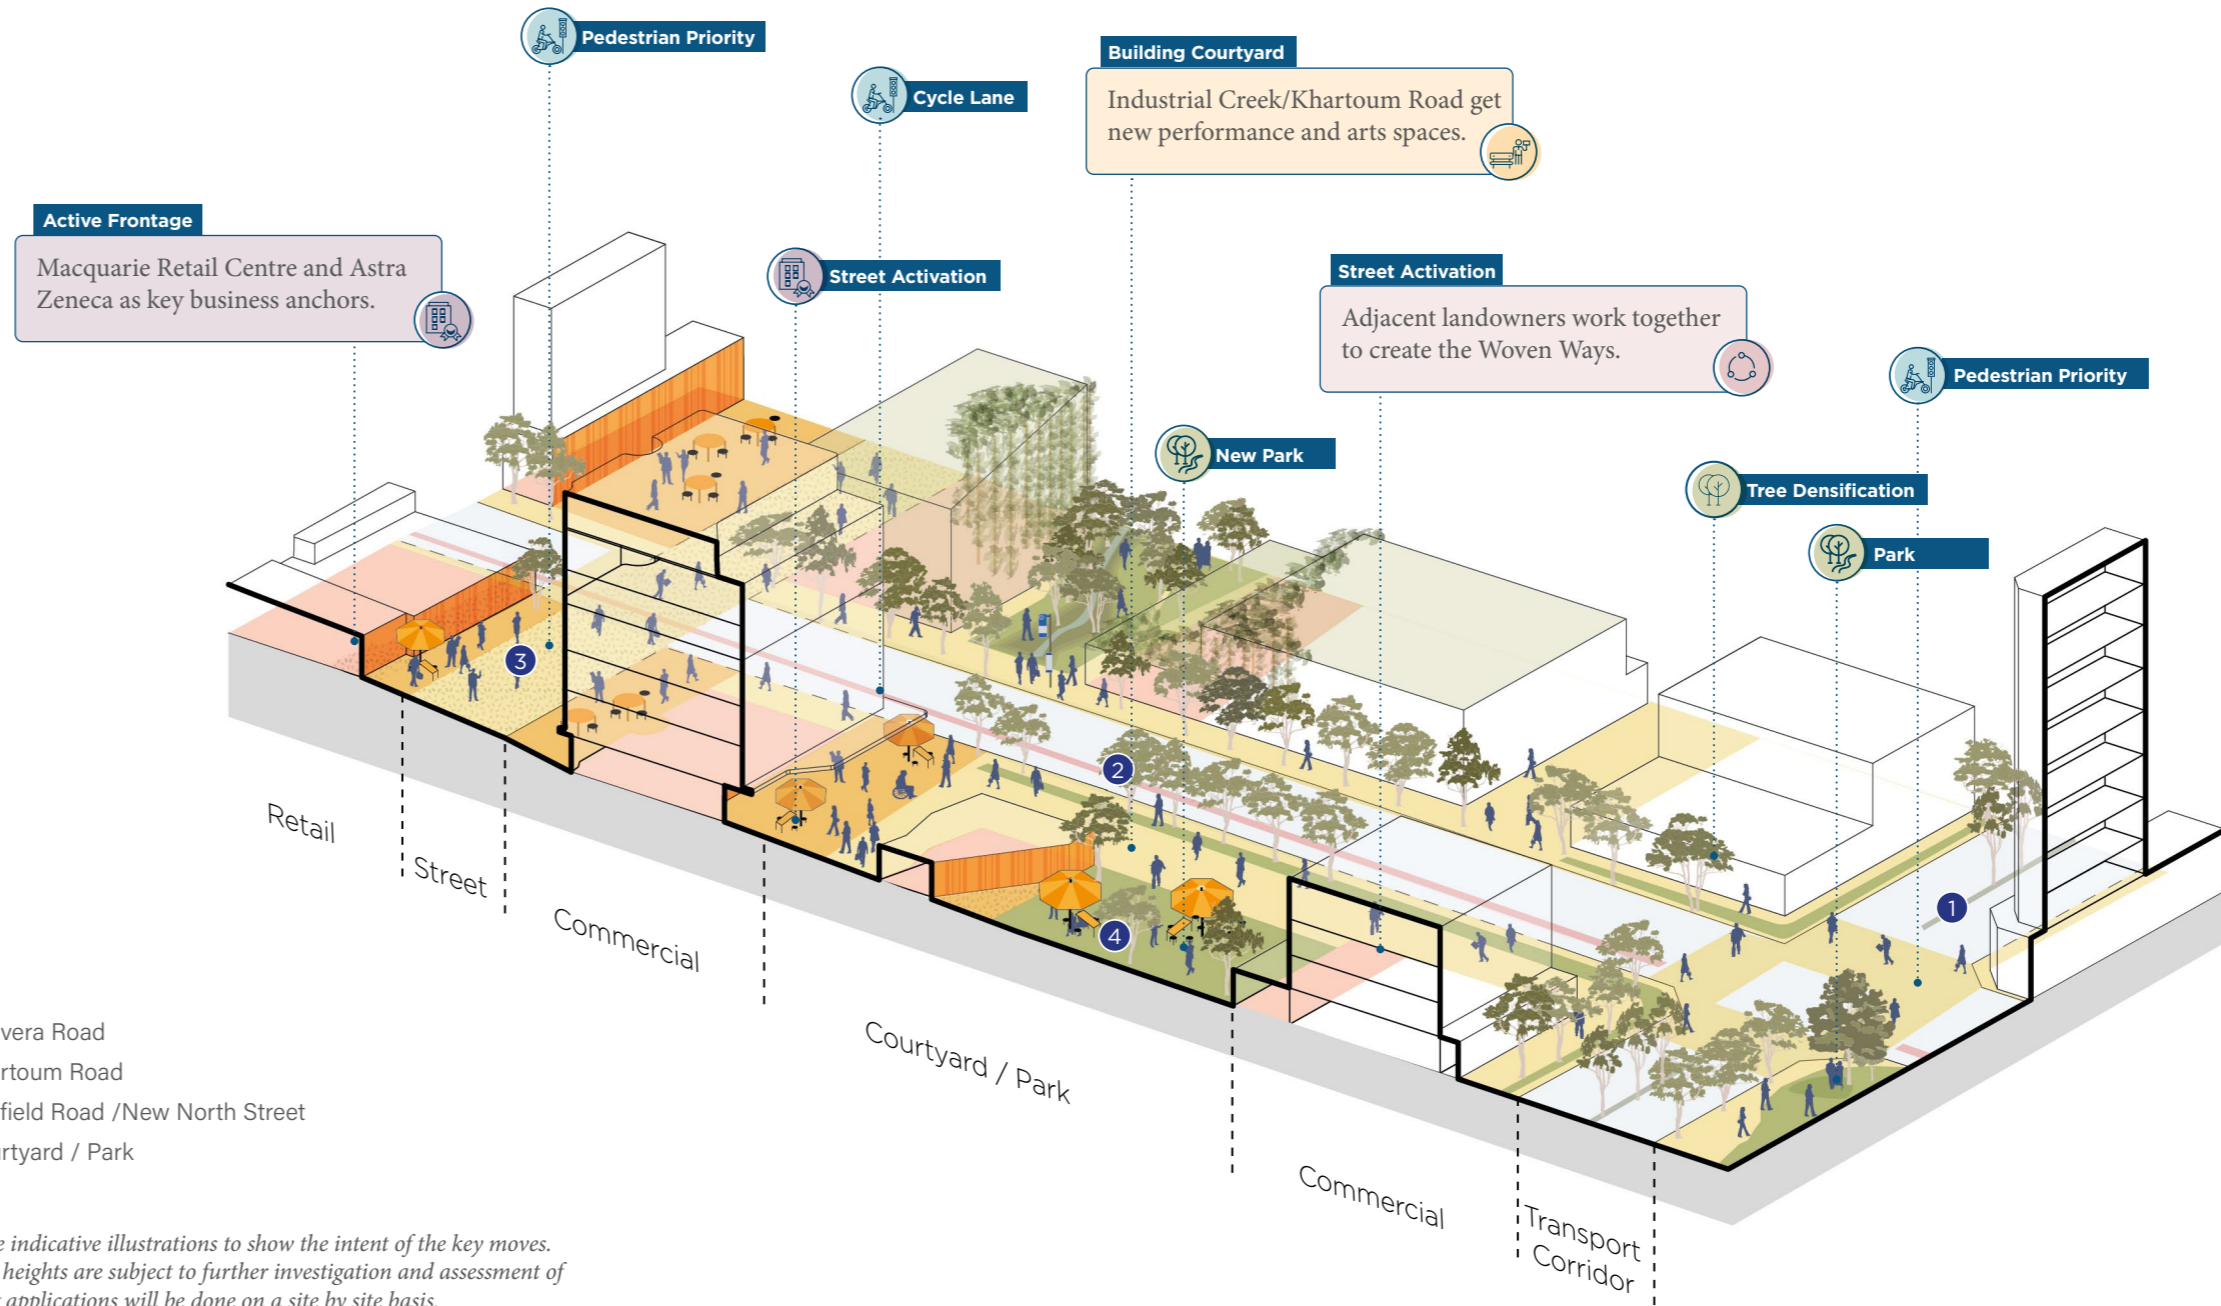 Pedestrian Priority
Cycle Lane
Building Courtyard
Industrial Creek/Khartoum Road get
new performance and arts spaces.
Active Frontage
Macquarie Retail Centre and Astra
Zeneca as key business anchors.
Street Activation
Street Activation
Adjacent landowners work together
to create the Woven Ways.
Pedestrian Priority
New Park
Tree Densification
Park
3
2
1
4
Retail
Street
Commercial
Courtyard / Park
Commercial
Transport
Corridor
vera Road
rtoum Road
field Road /New North Street
rtyard / Park
e indicative illustrations to show the intent of the key moves.
heights are subject to further investigation and assessment of
applications will be done on a site by site basis.